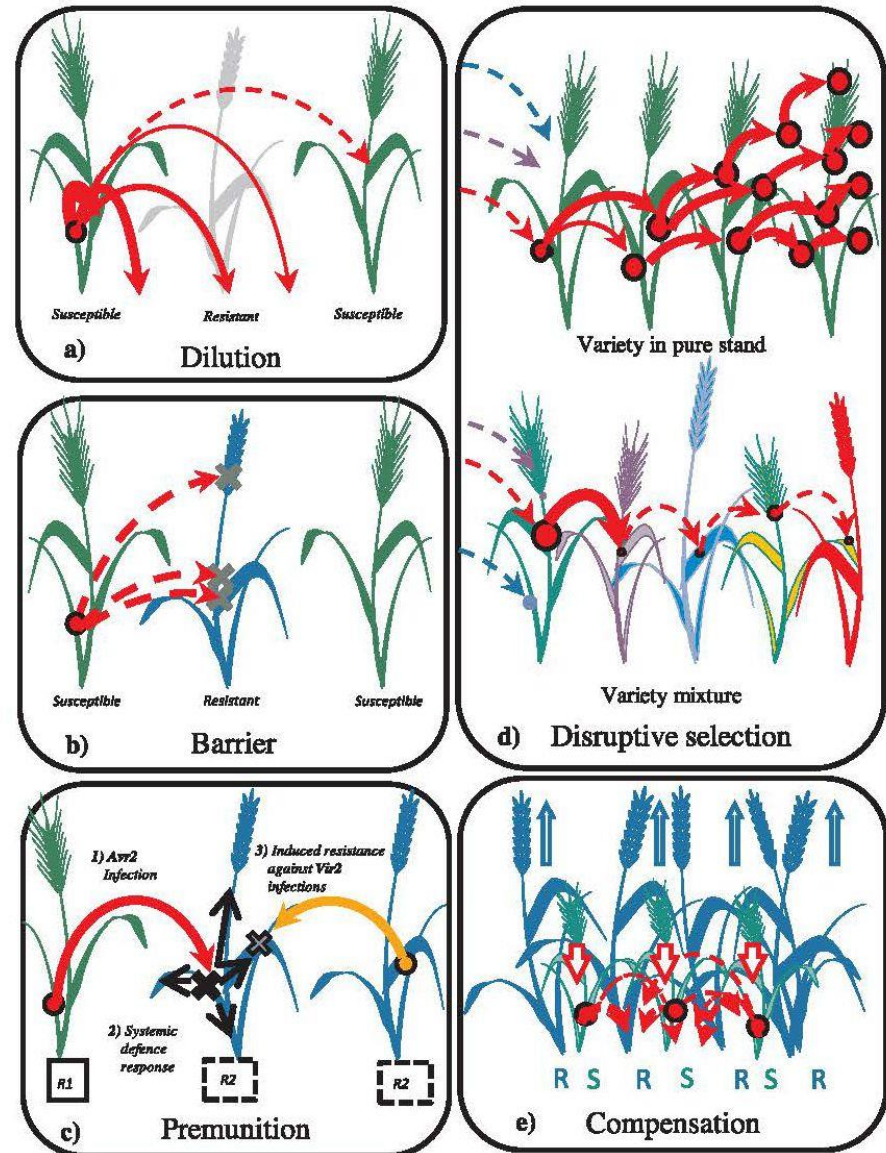 Susceptible
Resistant
Susceptible
a)
Dilution
Susceptible
Resistant
Susceptible
b)
Barrier
1) Avr2
Infection
3) Induced resistance
against Vir2
infections
2) Systemic
defence
response
R1
R2
R2
c)
Premunition
Variety in pure stand
Variety mixture
d)
Disruptive selection
R S R S R S R
e)
Compensation